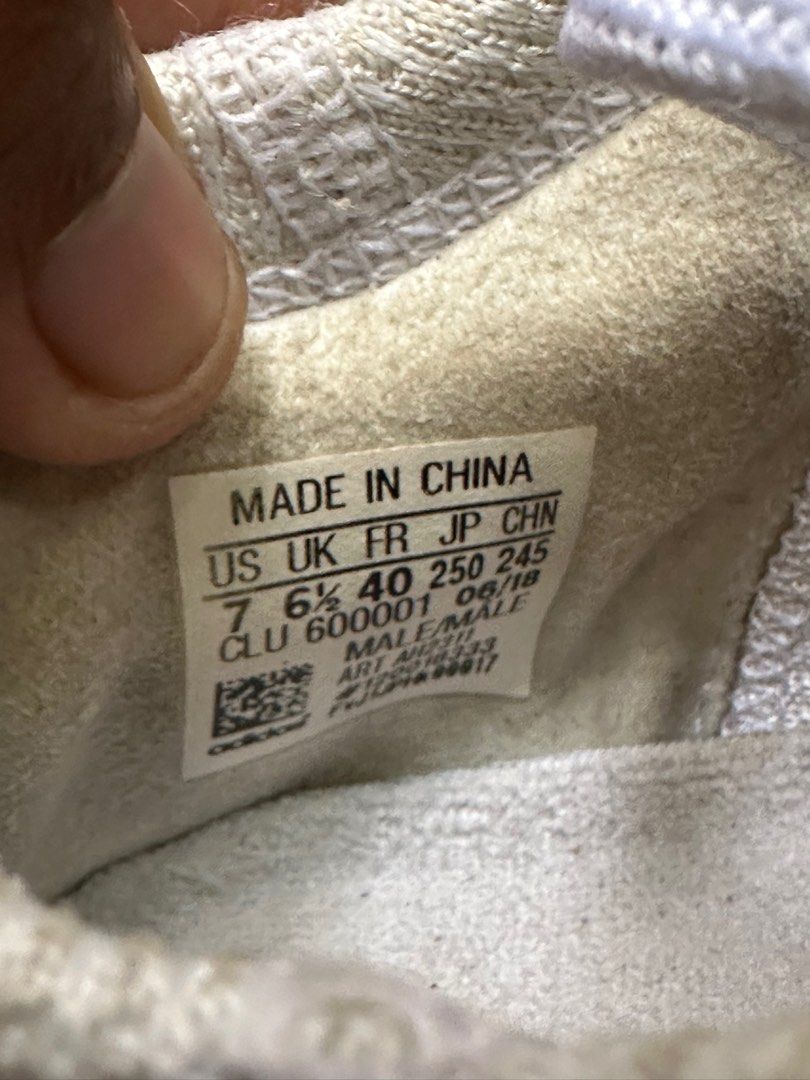 MADE IN CHINA
US UK FR JP CHN
7 6½ 40 250 245
CLU 600001 06/18
MALE/MALE
ART
adidas